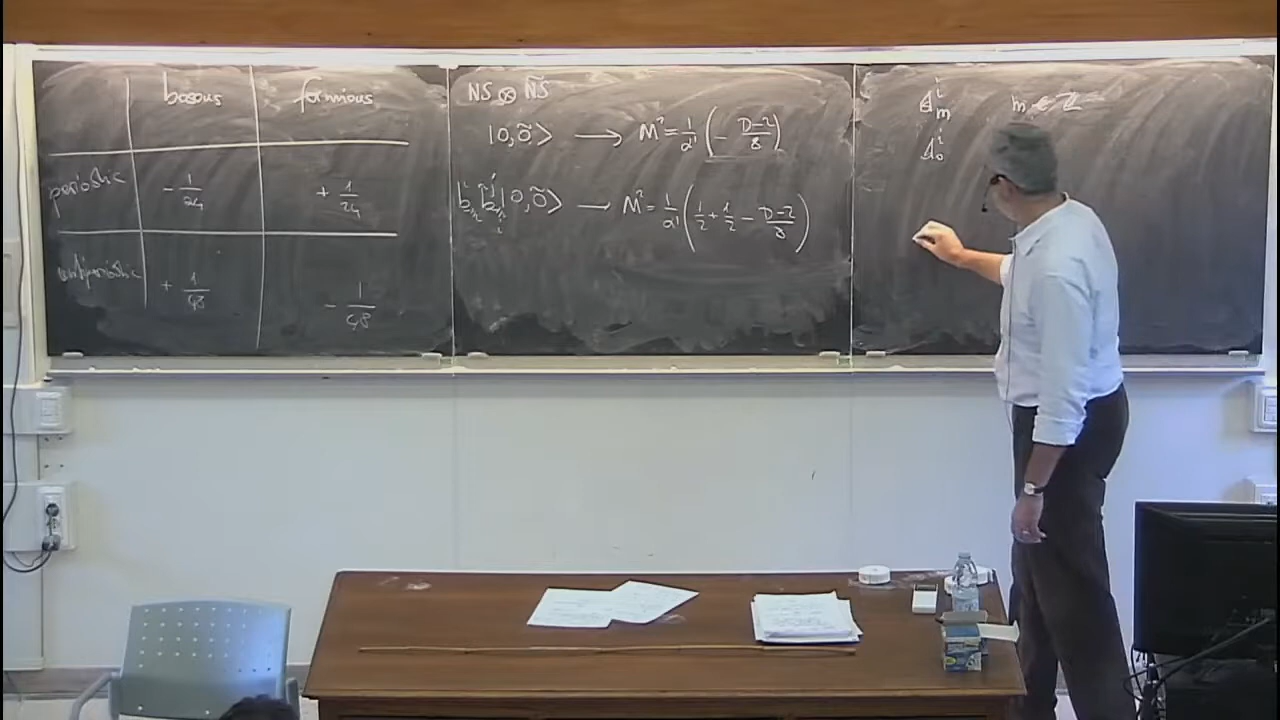 bosons fermions
periodic - 1/24 + 1/24
antiperiodic + 1/48 - 1/48
NS ⊗ ÑS
|0,õ> → M² = 1/α' ( - D-2/8 )
b^i_{-1/2} b̃^j_{-1/2} |0,õ> → M² = 1/α' ( 1/2 + 1/2 - D-2/8 )
d^i_m m ∈ Z
d^i_0